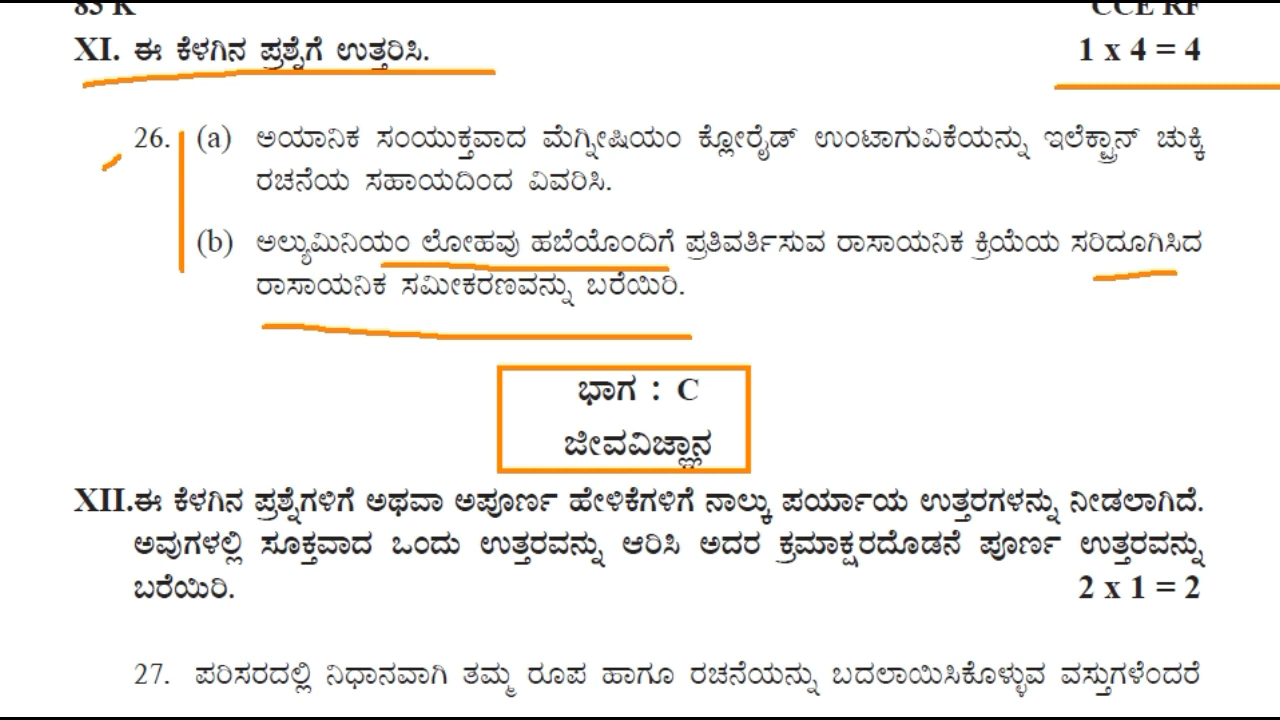 83 K CCE RF
XI. ಈ ಕೆಳಗಿನ ಪ್ರಶ್ನೆಗೆ ಉತ್ತರಿಸಿ. 1 x 4 = 4
26. (a) ಅಯಾನಿಕ ಸಂಯುಕ್ತವಾದ ಮೆಗ್ನೀಷಿಯಂ ಕ್ಲೋರೈಡ್ ಉಂಟಾಗುವಿಕೆಯನ್ನು ಇಲೆಕ್ಟ್ರಾನ್ ಚುಕ್ಕಿ
ರಚನೆಯ ಸಹಾಯದಿಂದ ವಿವರಿಸಿ.
(b) ಅಲ್ಯುಮಿನಿಯಂ ಲೋಹವು ಹಬೆಯೊಂದಿಗೆ ಪ್ರತಿವರ್ತಿಸುವ ರಾಸಾಯನಿಕ ಕ್ರಿಯೆಯ ಸರಿದೂಗಿಸಿದ
ರಾಸಾಯನಿಕ ಸಮೀಕರಣವನ್ನು ಬರೆಯಿರಿ.
ಭಾಗ : C
ಜೀವವಿಜ್ಞಾನ
XII.ಈ ಕೆಳಗಿನ ಪ್ರಶ್ನೆಗಳಿಗೆ ಅಥವಾ ಅಪೂರ್ಣ ಹೇಳಿಕೆಗಳಿಗೆ ನಾಲ್ಕು ಪರ್ಯಾಯ ಉತ್ತರಗಳನ್ನು ನೀಡಲಾಗಿದೆ.
ಅವುಗಳಲ್ಲಿ ಸೂಕ್ತವಾದ ಒಂದು ಉತ್ತರವನ್ನು ಆರಿಸಿ ಅದರ ಕ್ರಮಾಕ್ಷರದೊಡನೆ ಪೂರ್ಣ ಉತ್ತರವನ್ನು
ಬರೆಯಿರಿ. 2 x 1 = 2
27. ಪರಿಸರದಲ್ಲಿ ನಿಧಾನವಾಗಿ ತಮ್ಮ ರೂಪ ಹಾಗೂ ರಚನೆಯನ್ನು ಬದಲಾಯಿಸಿಕೊಳ್ಳುವ ವಸ್ತುಗಳೆಂದರೆ